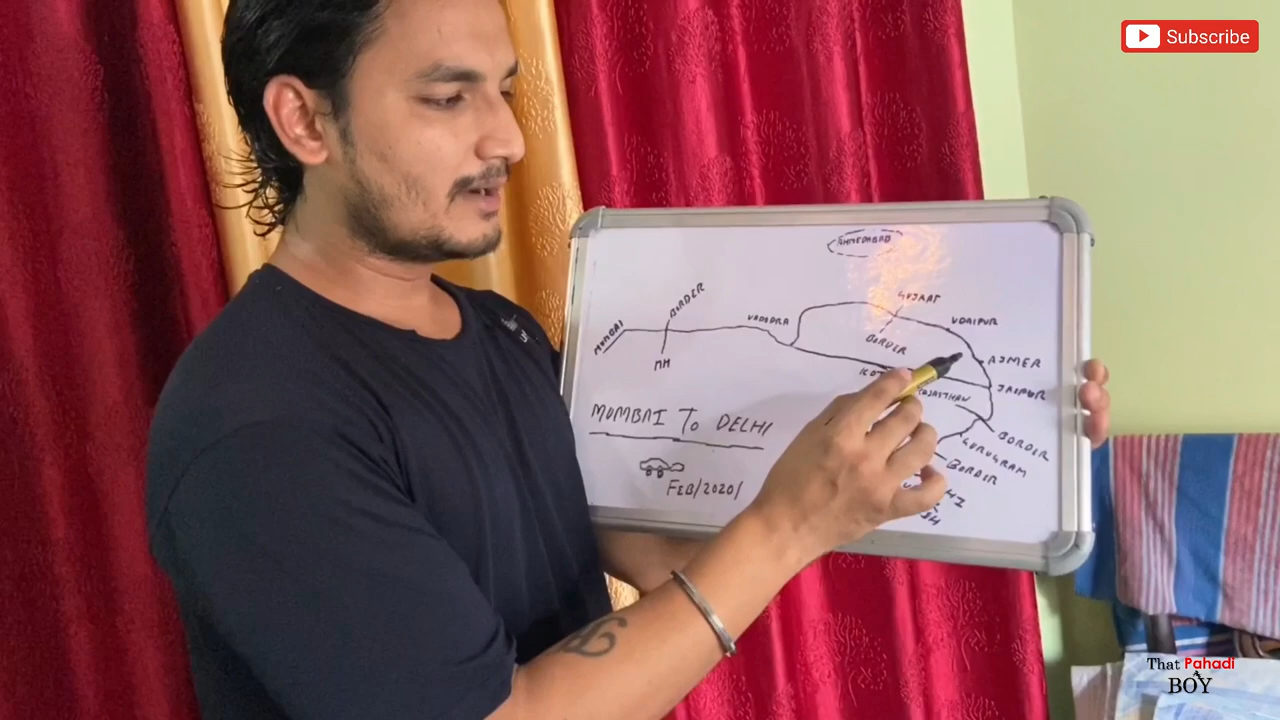 Subscribe
AHMEDABAD
GUJRAT
BORDER
UDAIPUR
VADODRA
MUMBAI
BORDER
AJMER
MH
JAIPUR
RAJASTHAN
MUMBAI To DELHI
BORDER
GURUGRAM
BORDER
FEB/2020/
That Pahadi
BOY